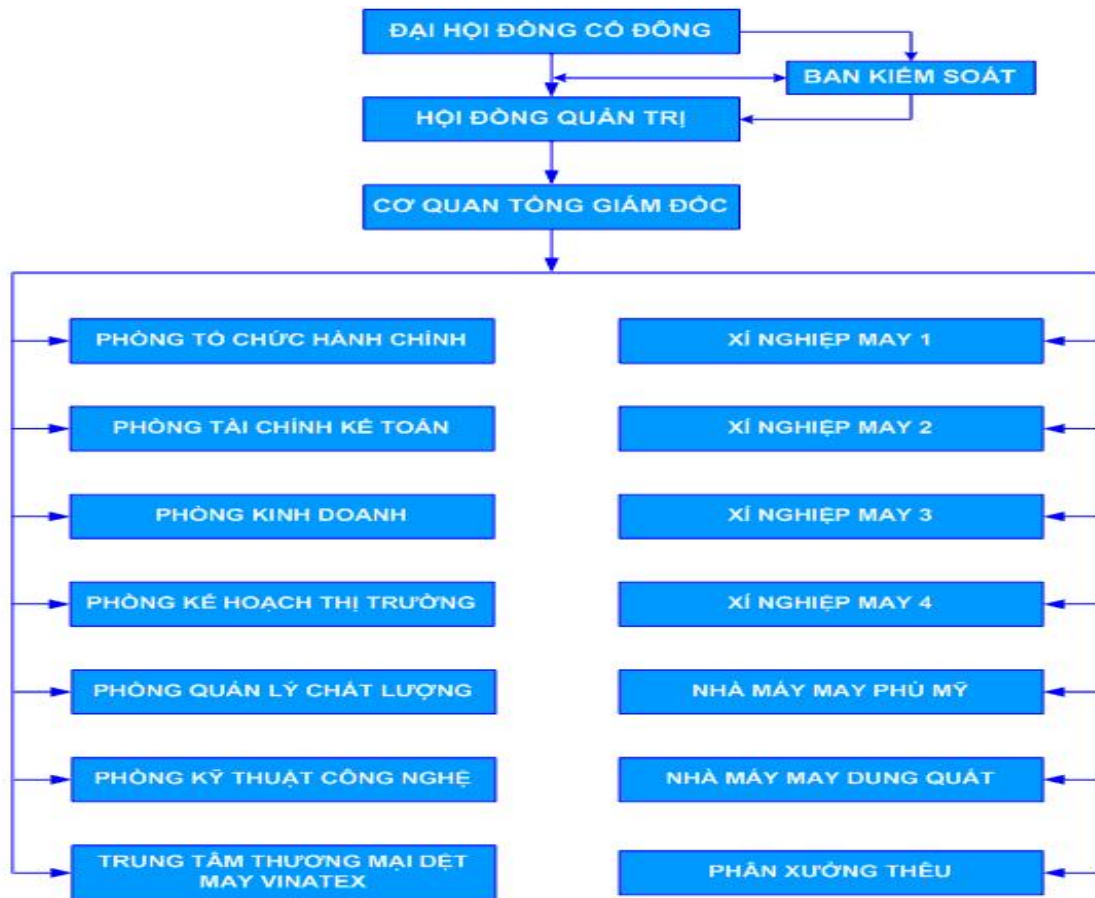 ĐẠI HỘI ĐỒNG CỔ ĐÔNG
BAN KIỂM SOÁT
HỘI ĐỒNG QUẢN TRỊ
CƠ QUAN TỔNG GIÁM ĐỐC
PHÒNG TỔ CHỨC HÀNH CHÍNH
XÍ NGHIỆP MAY 1
PHÒNG TÀI CHÍNH KẾ TOÁN
XÍ NGHIỆP MAY 2
PHÒNG KINH DOANH
XÍ NGHIỆP MAY 3
PHÒNG KẾ HOẠCH THỊ TRƯỜNG
XÍ NGHIỆP MAY 4
PHÒNG QUẢN LÝ CHẤT LƯỢNG
NHÀ MÁY MAY PHÙ MỸ
PHÒNG KỸ THUẬT CÔNG NGHỆ
NHÀ MÁY MAY DUNG QUẤT
TRUNG TÂM THƯƠNG MẠI DỆT
MAY VINATEX
PHÂN XƯỞNG THÊU